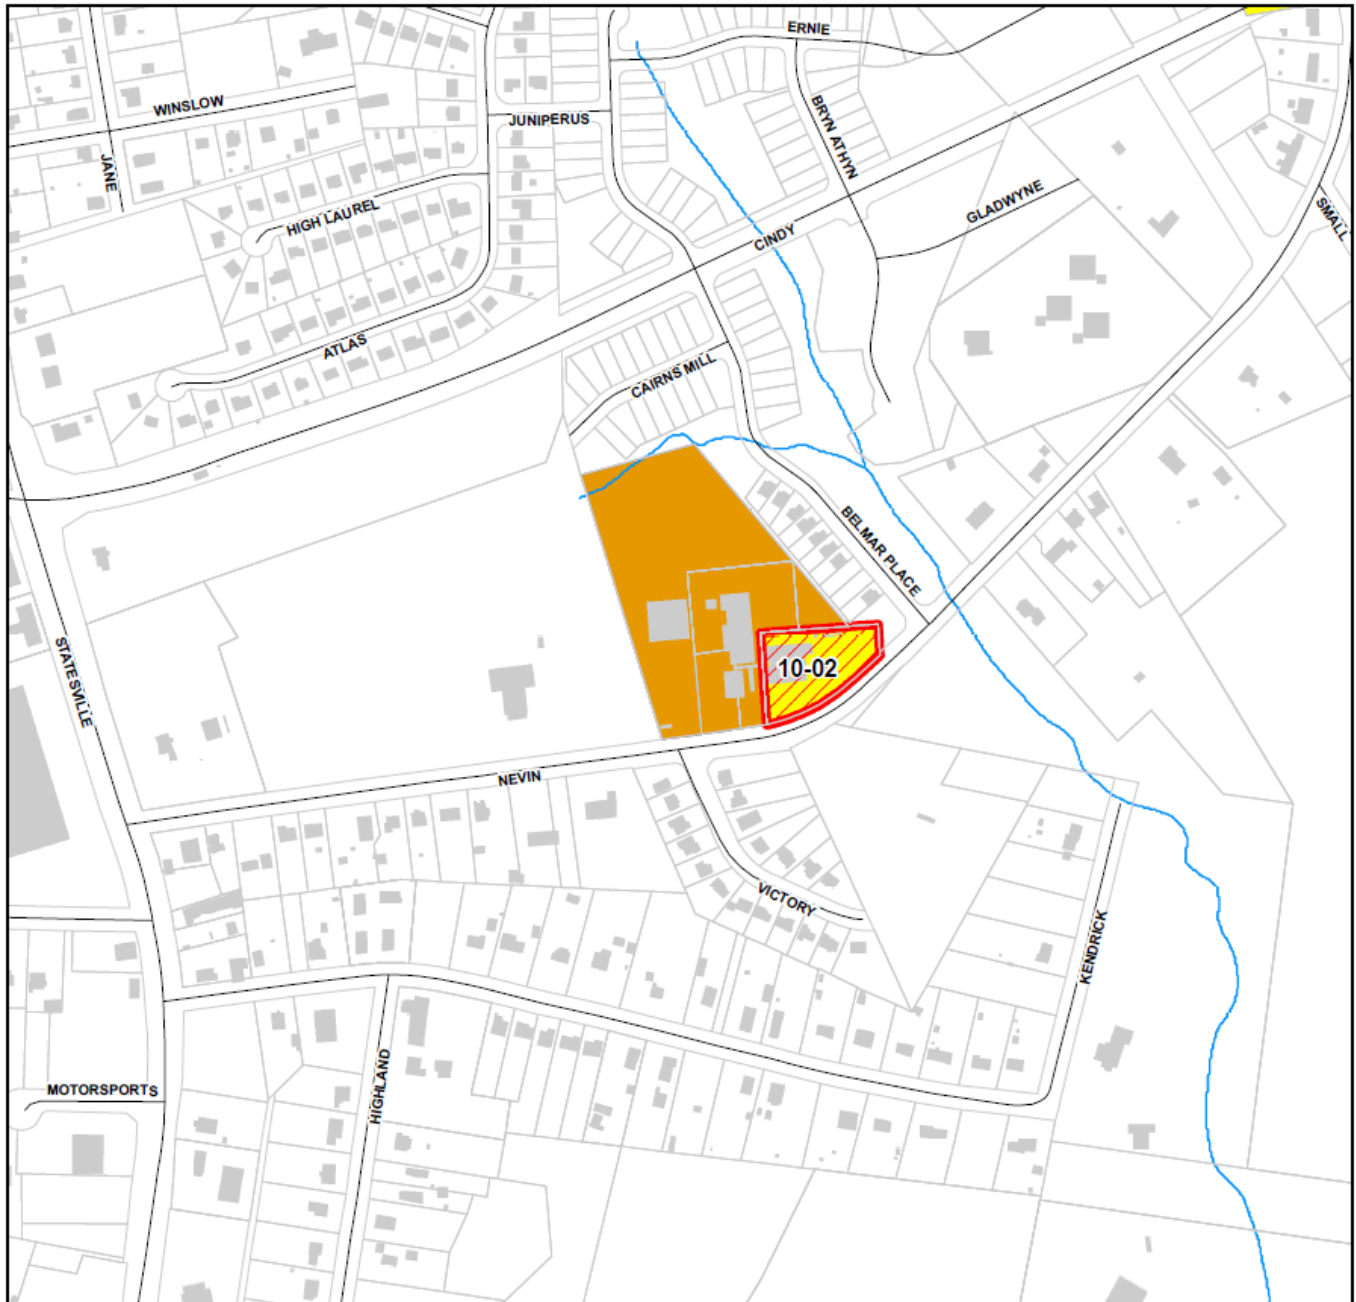 ERNIE
WINSLOW
JUNIPERUS
BRYN ATHYN
JANE
GLADWYNE
HIGH LAUREL
SMALL
CINDY
ATLAS
CAIRNS MILL
BELMAR PLACE
STATESVILLE
10-02
NEVIN
VICTORY
KENDRICK
HIGHLAND
MOTORSPORTS